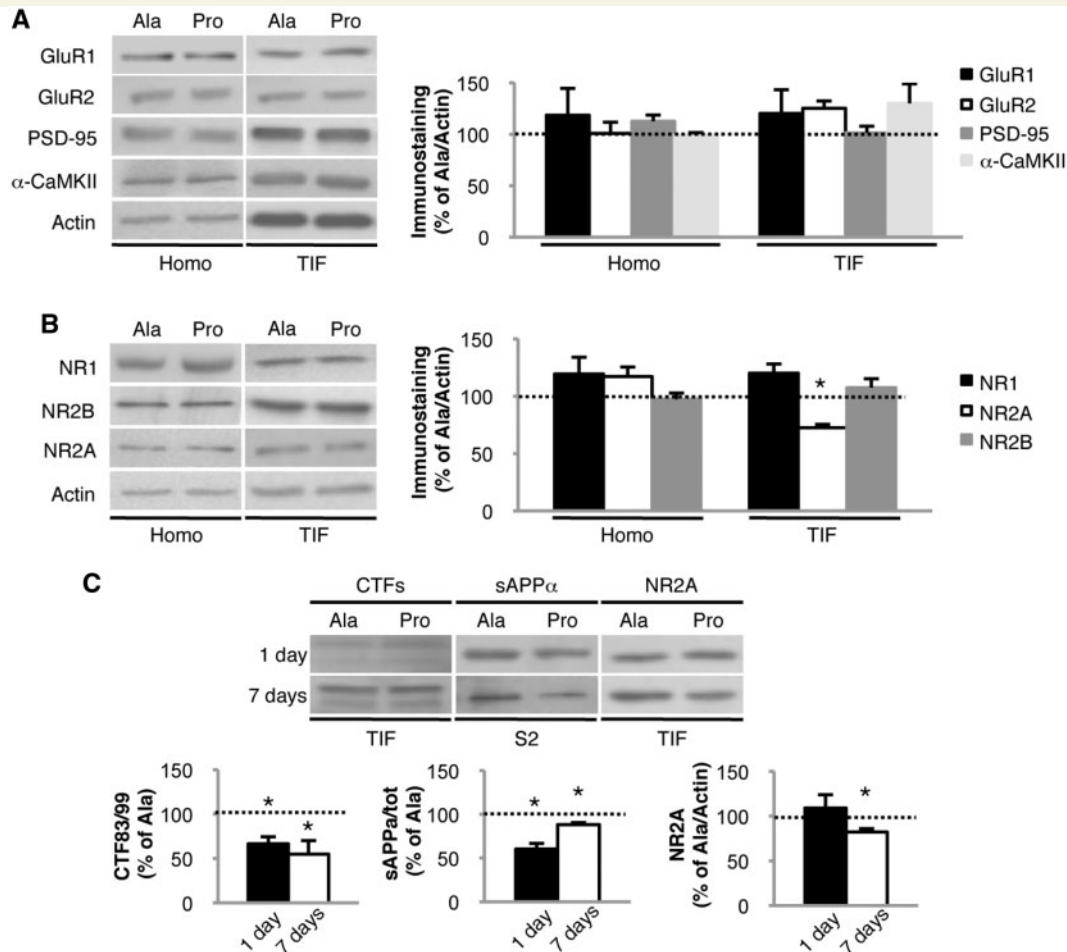 A
Ala Pro Ala Pro
GluR1
GluR2
PSD-95
α-CaMKII
Actin
Homo TIF
Immunostaining
(% of Ala/Actin)
150
100
50
0
Homo TIF
GluR1
GluR2
PSD-95
α-CaMKII
B
Ala Pro Ala Pro
NR1
NR2B
NR2A
Actin
Homo TIF
Immunostaining
(% of Ala/Actin)
150
100
50
0
*
Homo TIF
NR1
NR2A
NR2B
C
CTFs sAPPα NR2A
Ala Pro Ala Pro Ala Pro
1 day
7 days
TIF S2 TIF
CTF83/99
(% of Ala)
150
100
50
0
* *
1 day 7 days
sAPPa/tot
(% of Ala)
150
100
50
0
* *
1 day 7 days
NR2A
(% of Ala/Actin)
150
100
50
0
*
1 day 7 days